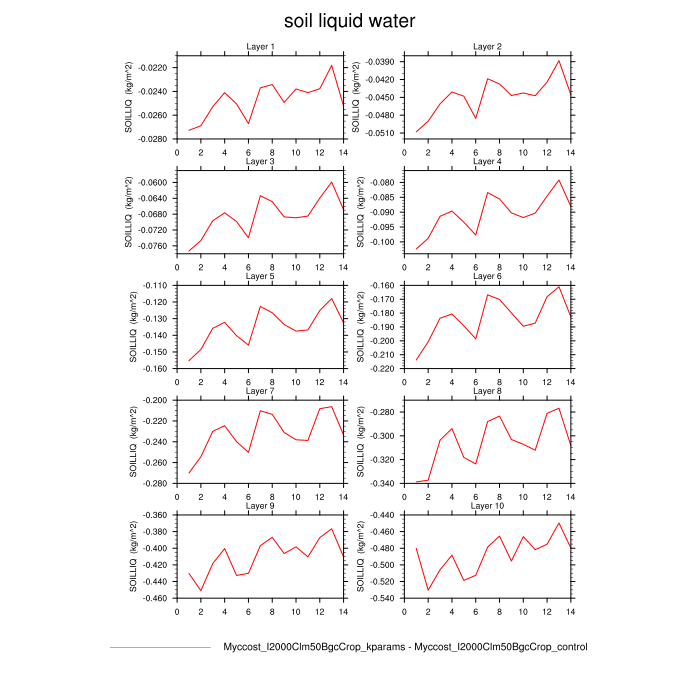 soil liquid water
Layer 1
Layer 2
SOILLIQ (kg/m^2)
-0.0220
-0.0240
-0.0260
-0.0280
0 2 4 6 8 10 12 14
SOILLIQ (kg/m^2)
-0.0390
-0.0420
-0.0450
-0.0480
-0.0510
0 2 4 6 8 10 12 14
Layer 3
Layer 4
SOILLIQ (kg/m^2)
-0.0600
-0.0640
-0.0680
-0.0720
-0.0760
0 2 4 6 8 10 12 14
SOILLIQ (kg/m^2)
-0.080
-0.085
-0.090
-0.095
-0.100
0 2 4 6 8 10 12 14
Layer 5
Layer 6
SOILLIQ (kg/m^2)
-0.110
-0.120
-0.130
-0.140
-0.150
-0.160
0 2 4 6 8 10 12 14
SOILLIQ (kg/m^2)
-0.160
-0.170
-0.180
-0.190
-0.200
-0.210
-0.220
0 2 4 6 8 10 12 14
Layer 7
Layer 8
SOILLIQ (kg/m^2)
-0.200
-0.220
-0.240
-0.260
-0.280
0 2 4 6 8 10 12 14
SOILLIQ (kg/m^2)
-0.280
-0.300
-0.320
-0.340
0 2 4 6 8 10 12 14
Layer 9
Layer 10
SOILLIQ (kg/m^2)
-0.360
-0.380
-0.400
-0.420
-0.440
-0.460
0 2 4 6 8 10 12 14
SOILLIQ (kg/m^2)
-0.440
-0.460
-0.480
-0.500
-0.520
-0.540
0 2 4 6 8 10 12 14
Myccost_I2000Clm50BgcCrop_kparams - Myccost_I2000Clm50BgcCrop_control